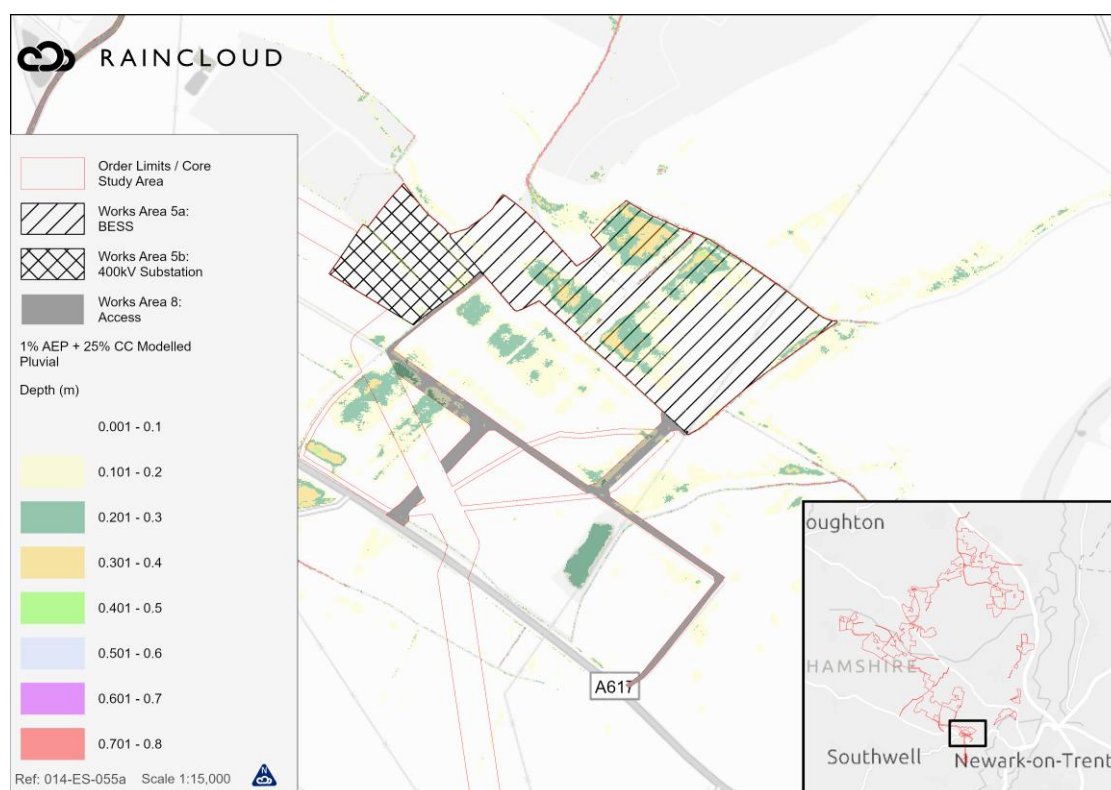 RAINCLOUD
Order Limits / Core
Study Area
Works Area 5a:
BESS
Works Area 5b:
400kV Substation
Works Area 8:
Access
1% AEP + 25% CC Modelled
Pluvial
Depth (m)
0.001 - 0.1
0.101 - 0.2
0.201 - 0.3
0.301 - 0.4
0.401 - 0.5
0.501 - 0.6
0.601 - 0.7
0.701 - 0.8
Ref: 014-ES-055a Scale 1:15,000
N
A617
oughton
HAMSHIRE
Southwell
Newark-on-Trent